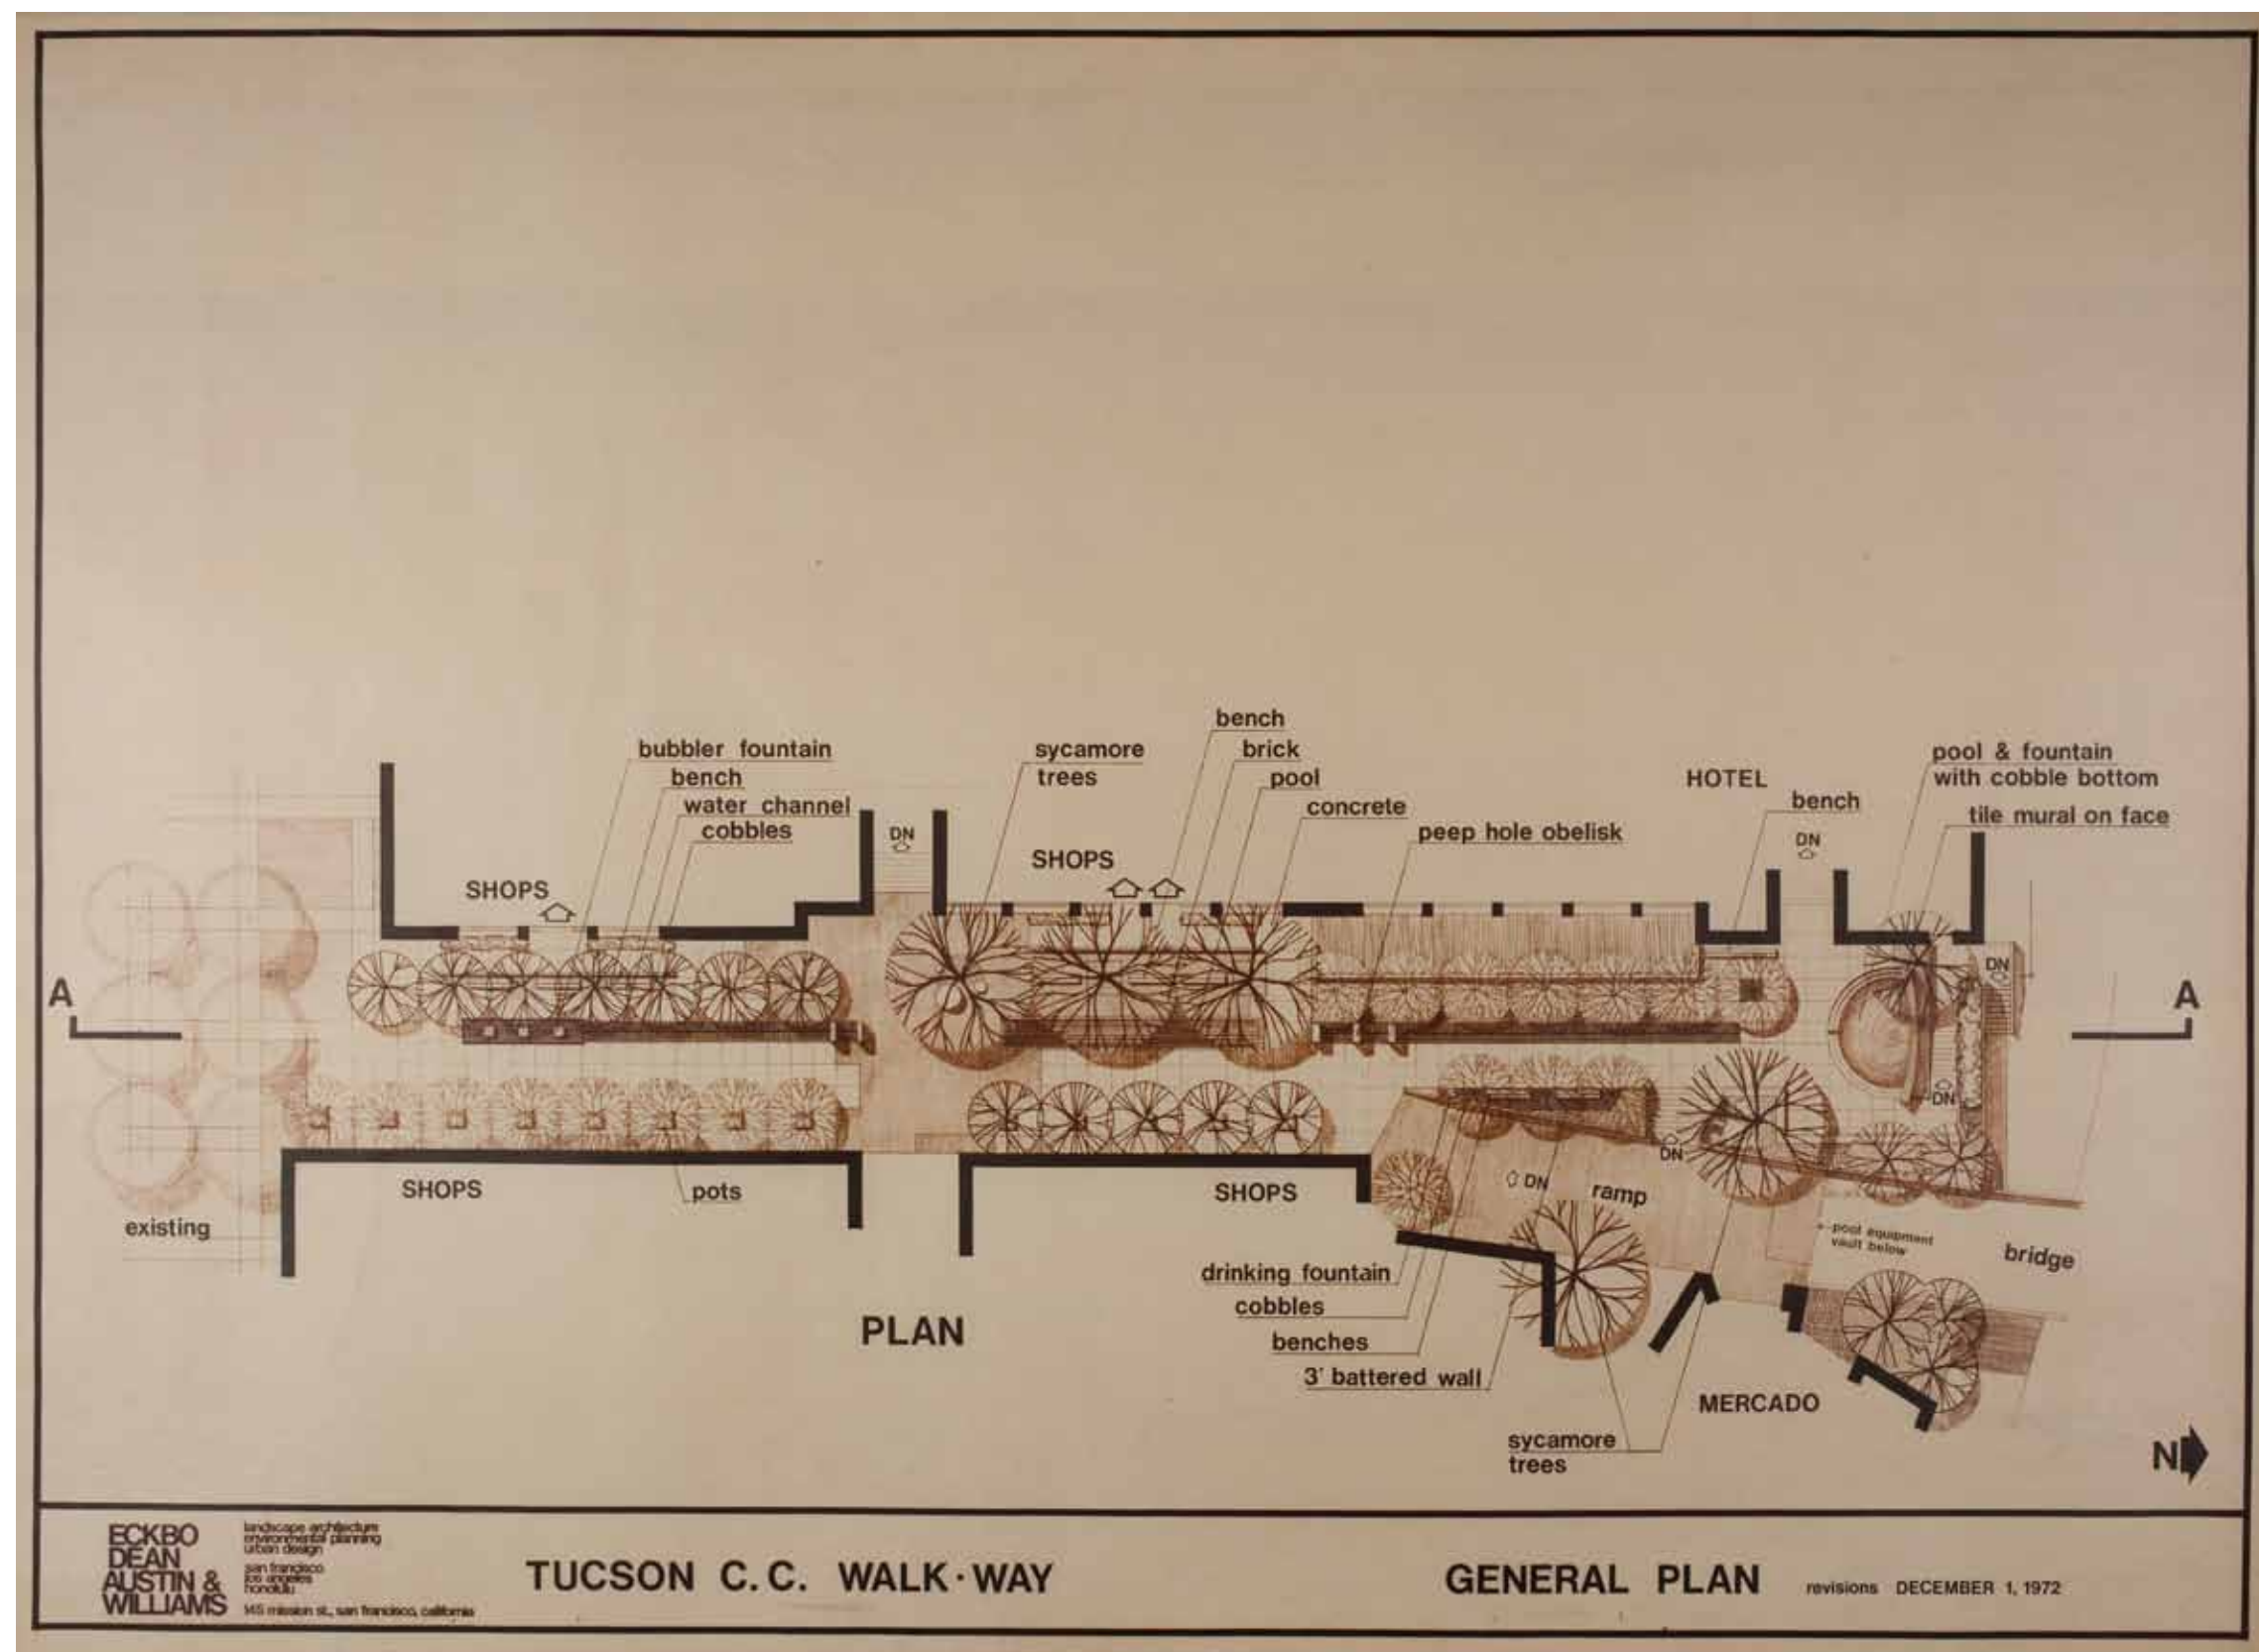 bench
bubbler fountain
bench
water channel
cobbles
sycamore
trees
brick
pool
concrete
peep hole obelisk
HOTEL
bench
pool & fountain
with cobble bottom
tile mural on face
DN
DN
SHOPS
SHOPS
DN
A
A
DN
DN
DN
ramp
SHOPS
pots
SHOPS
existing
pool equipment
vault below
bridge
drinking fountain
cobbles
benches
3' battered wall
PLAN
MERCADO
sycamore
trees
N
ECKBO
DEAN
AUSTIN &
WILLIAMS
landscape architecture
environmental planning
urban design
san francisco
los angeles
honolulu
145 mission st., san francisco, california
TUCSON C.C. WALK·WAY
GENERAL PLAN
revisions DECEMBER 1, 1972